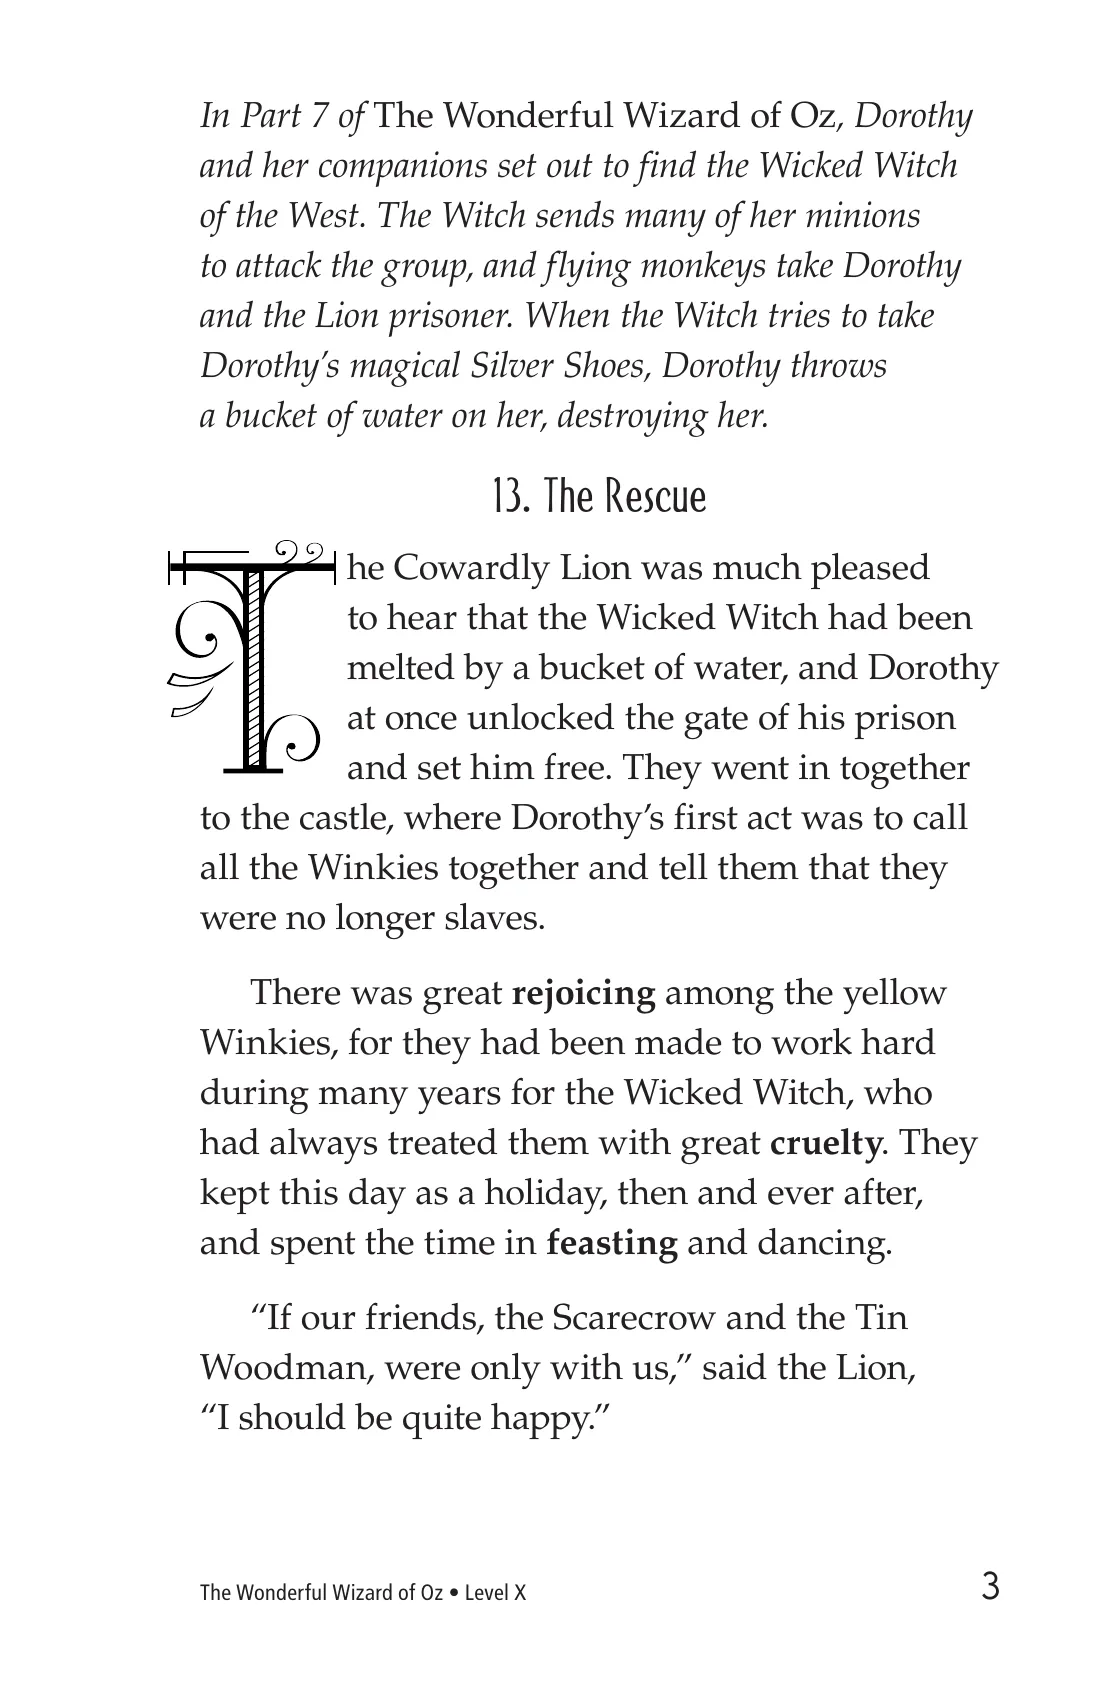 In Part 7 of The Wonderful Wizard of Oz, Dorothy
and her companions set out to find the Wicked Witch
of the West. The Witch sends many of her minions
to attack the group, and flying monkeys take Dorothy
and the Lion prisoner. When the Witch tries to take
Dorothy’s magical Silver Shoes, Dorothy throws
a bucket of water on her, destroying her.
13. The Rescue
The Cowardly Lion was much pleased
to hear that the Wicked Witch had been
melted by a bucket of water, and Dorothy
at once unlocked the gate of his prison
and set him free. They went in together
to the castle, where Dorothy’s first act was to call
all the Winkies together and tell them that they
were no longer slaves.
There was great rejoicing among the yellow
Winkies, for they had been made to work hard
during many years for the Wicked Witch, who
had always treated them with great cruelty. They
kept this day as a holiday, then and ever after,
and spent the time in feasting and dancing.
“If our friends, the Scarecrow and the Tin
Woodman, were only with us,” said the Lion,
“I should be quite happy.”
The Wonderful Wizard of Oz • Level X
3